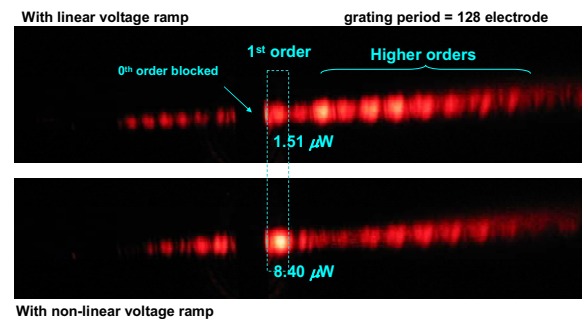 With linear voltage ramp
grating period = 128 electrode
1st order
Higher orders
0th order blocked
1.51 μW
8.40 μW
With non-linear voltage ramp